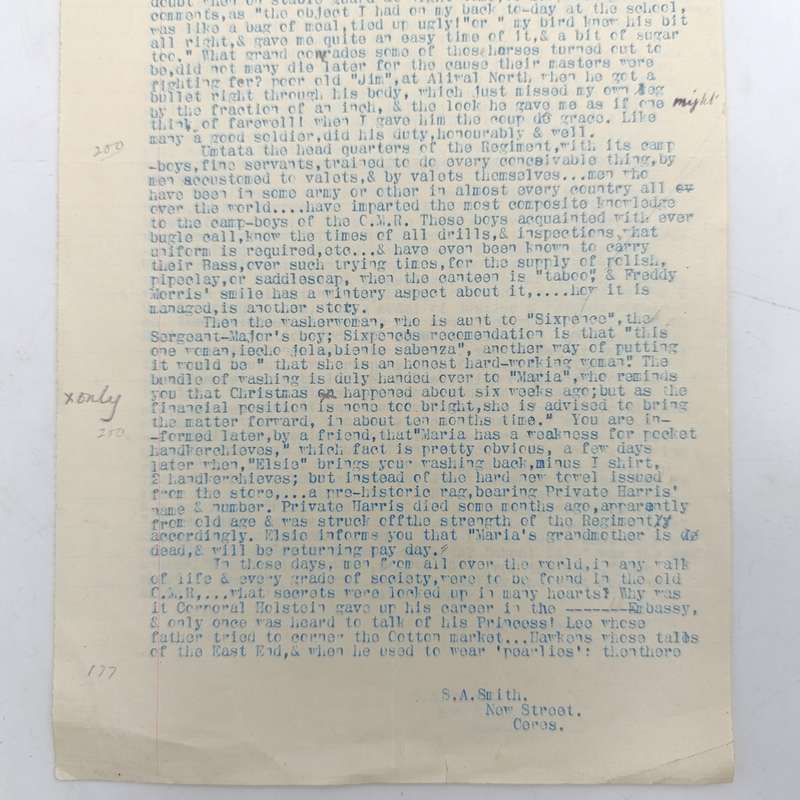 comments,as "the object I had on my back to-day at the school,
was like a bag of meal,tied up ugly!"or " my bird knew his bit
all right,& gave me quite an easy time of it,& a bit of sugar
too." What grand comrades some of those horses turned out to
be,did not many die later for the cause their masters were
fighting for? poor old "Jim",at Aliwal North when he got a
bullet right through his body, which just missed my own leg
by the fraction of an inch, & the look he gave me as if one might
think of farewell! when I gave him the coup de grace. Like
many a good soldier,did his duty,honourably & well.
200
Umtata the head quarters of the Regiment,with its camp
-boys,fine servants,trained to do every conceivable thing,by
men accustomed to valets,& by valets themselves...men who
have been in some army or other in almost every country all ev
over the world....have imparted the most composite knowledge
to the camp-boys of the C.M.R. These boys acquainted with ever
bugle call,know the times of all drills,& inspections,what
uniform is required,etc...& have even been known to carry
their Bass,over such trying times,for the supply of polish,
pipeclay,or saddlesoap, when the canteen is "taboo", & Freddy
Morris' smile has a wintery aspect about it,....how it is
managed,is another story.
Then the washerwoman, who is aunt to "Sixpence",the
Sergeant-Major's boy; Sixpences recomendation is that "this
one woman,iecho jola,bienie sabenza", another way of putting
it would be " that she is an honest hard-working woman". The
bundle of washing is duly handed over to "Maria",who reminds
you that Christmas happened about six weeks ago;but as the
x only
financial position is none too bright,she is advised to bring
the matter forward, in about ten months time." You are in-
200
-formed later,by a friend,that"Maria has a weakness for pocket
handkerchieves," which fact is pretty obvious, a few days
later when,"Elsie" brings your washing back,minus I shirt,
2 handkerchieves; but instead of the hard new towel issued
from the store,...a pre-historic rag,bearing Private Harris'
name & number. Private Harris died some months ago,apparently
from old age & was struck offthe strength of the Regiment
accordingly. Elsie informs you that "Maria's grandmother is
dead,& will be returning pay day."
In those days, men from all over the world,in any walk
of life & every grade of society,were to be found in the old
C.M.R,...what secrets were locked up in many hearts? Why was
it Corporal Holstein gave up his career in the -------Embassy,
& only once was heard to talk of his Princess! Lee whose
father tried to corner the Cotton market...Hawkens whose tales
of the East End,& when he used to wear 'pearlies': thenthere
177
S.A.Smith.
New Street.
Ceres.